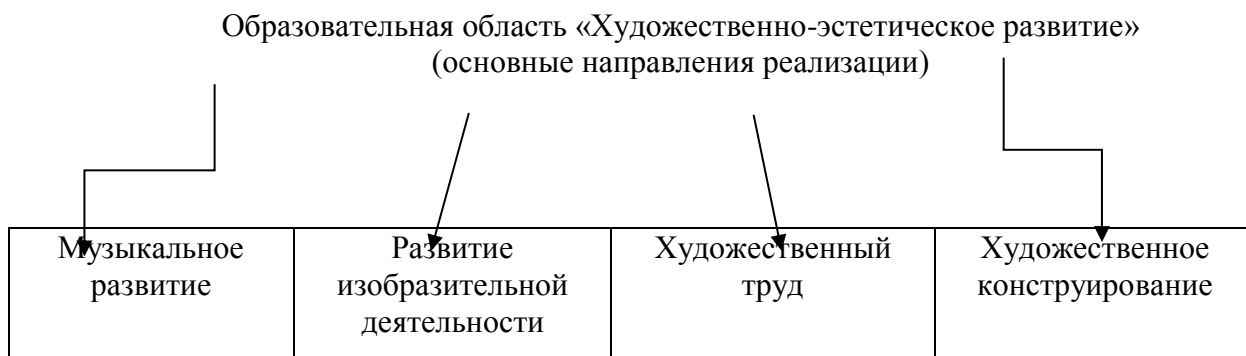 Образовательная область «Художественно-эстетическое развитие»
(основные направления реализации)
Музыкальное
развитие
Развитие
изобразительной
деятельности
Художественный
труд
Художественное
конструирование